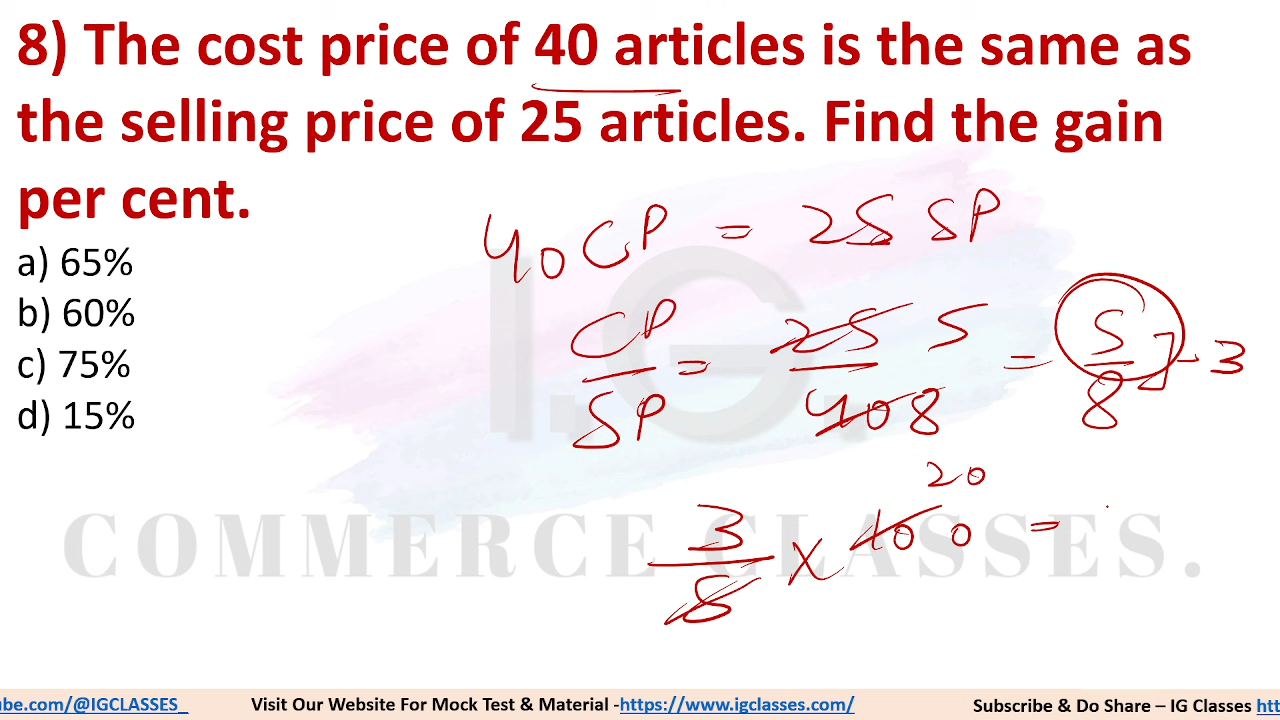 8) The cost price of 40 articles is the same as
the selling price of 25 articles. Find the gain
per cent.
a) 65%
b) 60%
c) 75%
d) 15%
40 CP = 25 SP
CP/SP = 25/40 5/8 = 5/8 ] 3
3/5 x 100 20 =
I.G.
COMMERCE CLASSES.
be.com/@IGCLASSES_ Visit Our Website For Mock Test & Material -https://www.igclasses.com/ Subscribe & Do Share – IG Classes htt